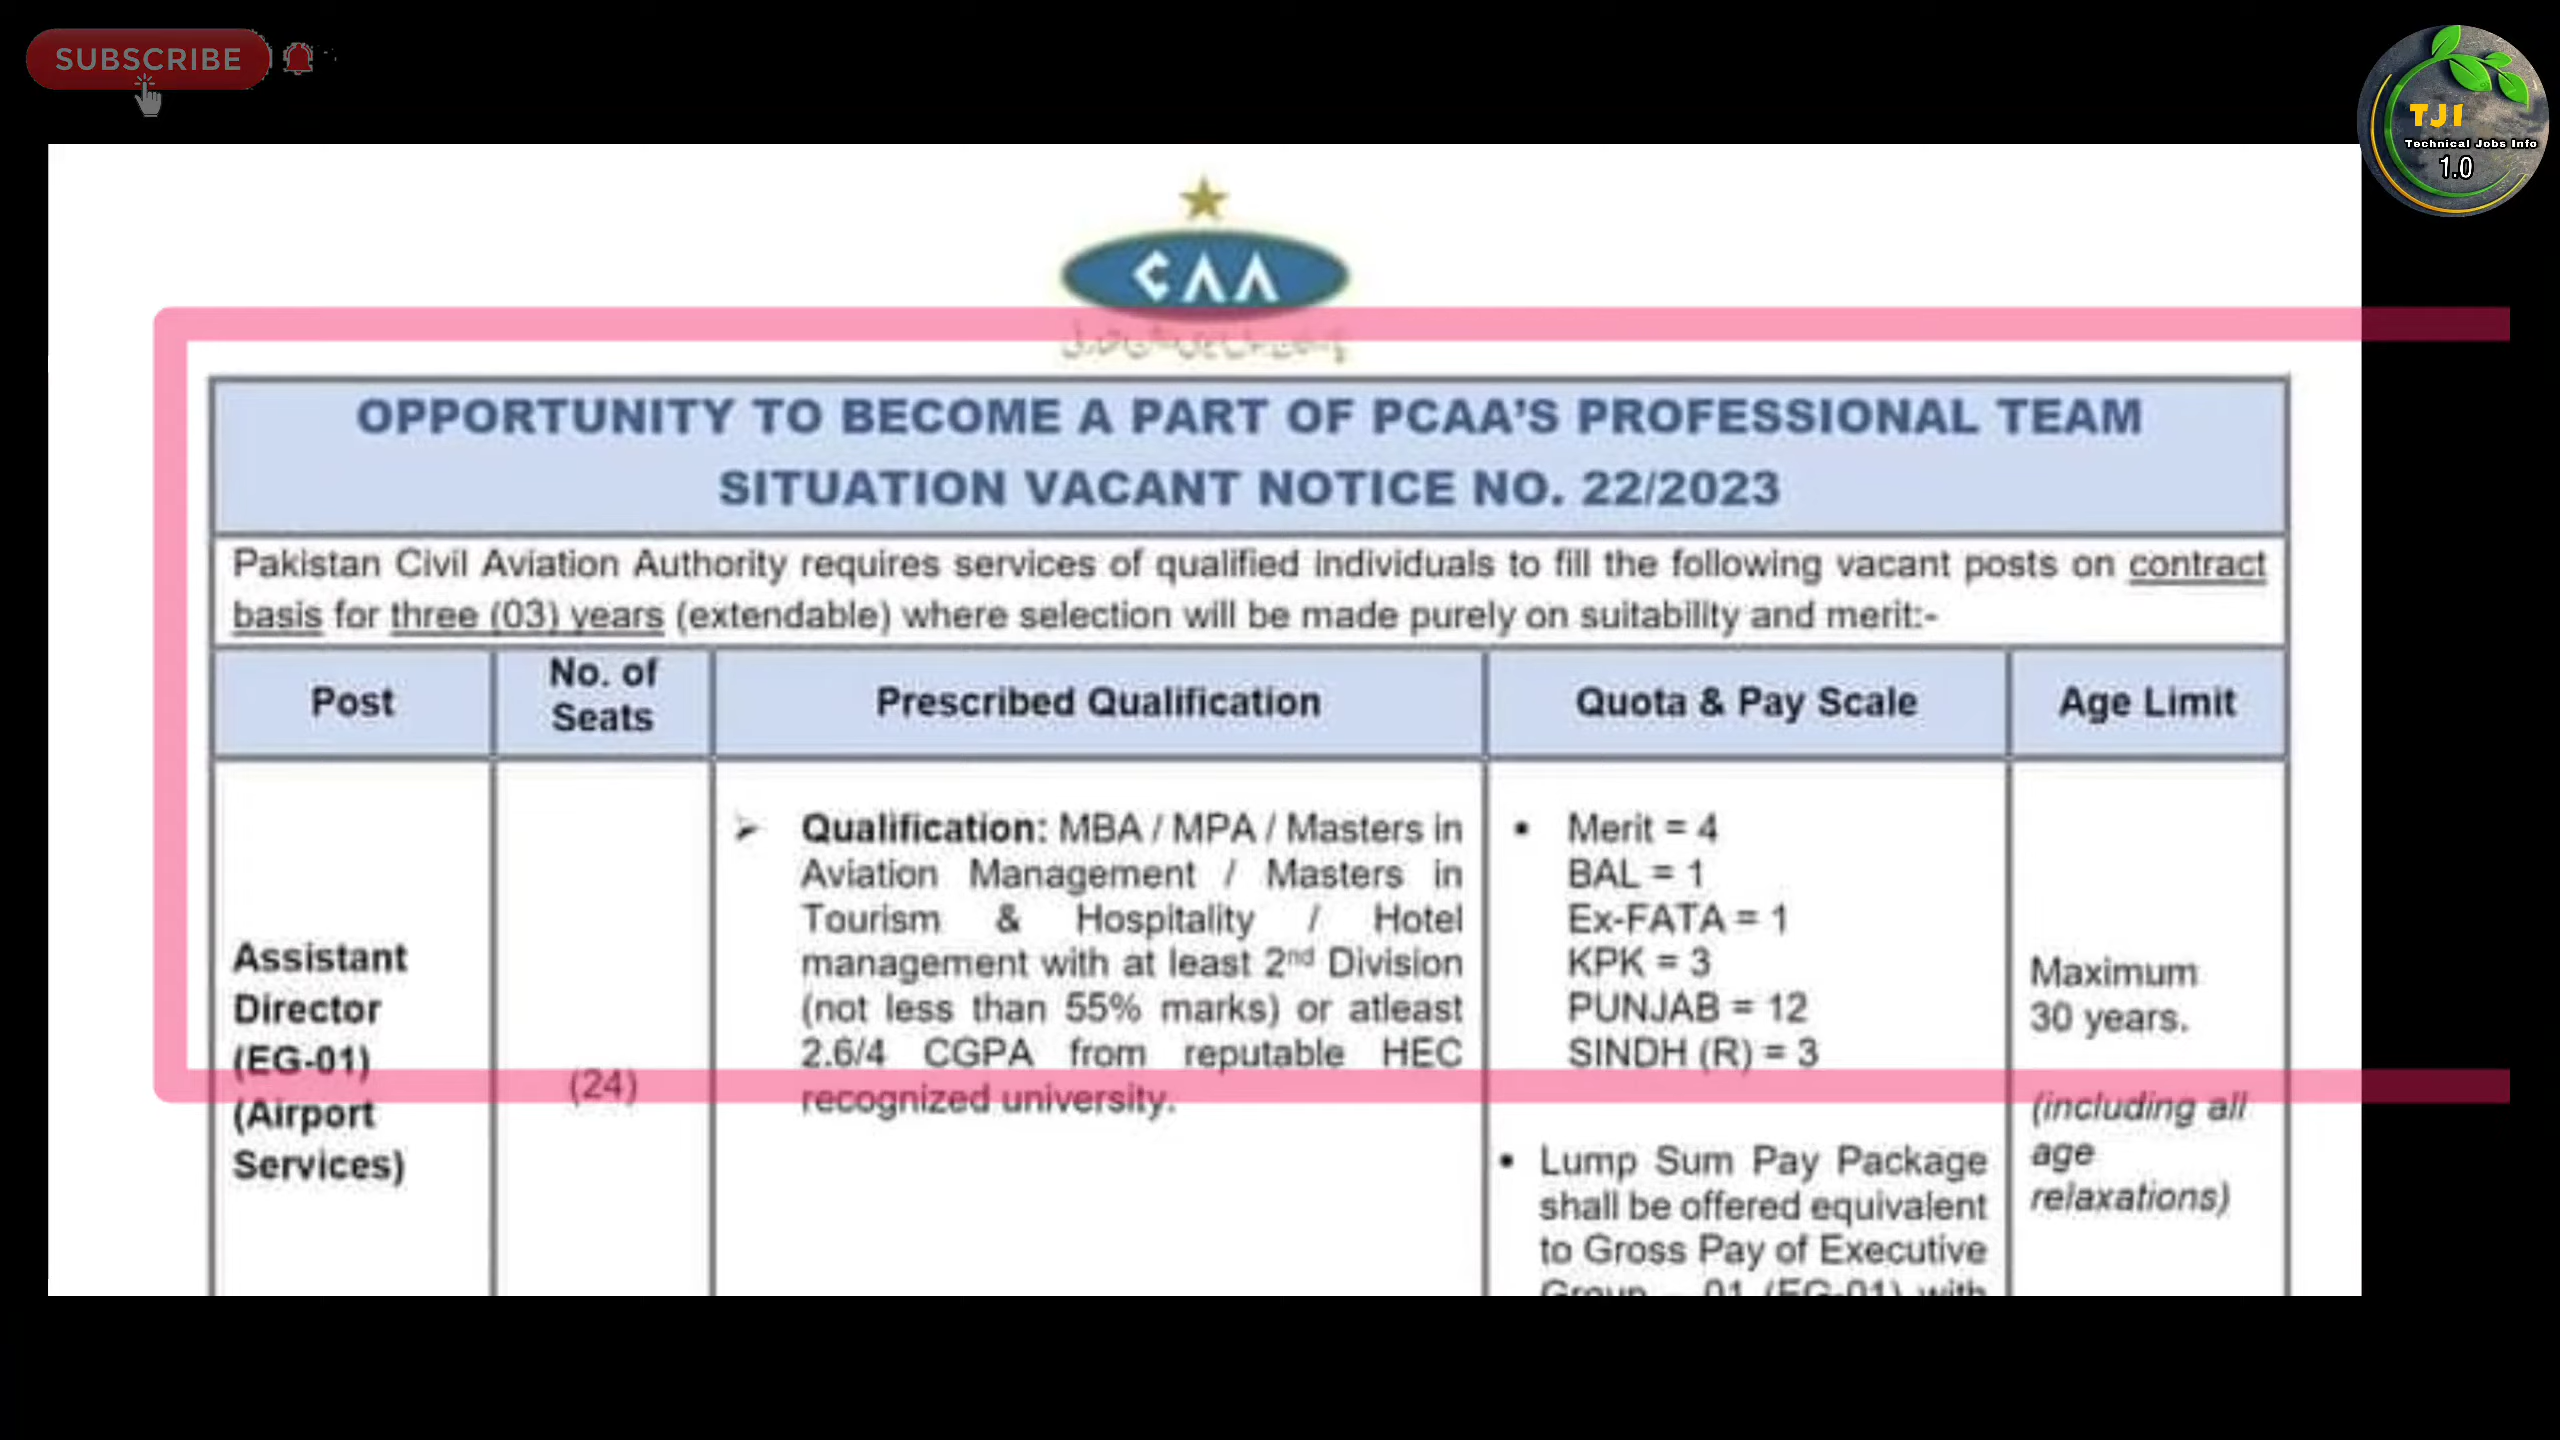 SUBSCRIBE
TJI
Technical Jobs Info
1.0
CAA
OPPORTUNITY TO BECOME A PART OF PCAA'S PROFESSIONAL TEAM
SITUATION VACANT NOTICE NO. 22/2023
Pakistan Civil Aviation Authority requires services of qualified individuals to fill the following vacant posts on contract
basis for three (03) years (extendable) where selection will be made purely on suitability and merit:-
Post
No. of
Seats
Prescribed Qualification
Quota & Pay Scale
Age Limit
Assistant
Director
(EG-01)
(Airport
Services)
(24)
➢ Qualification: MBA / MPA / Masters in
Aviation Management / Masters in
Tourism & Hospitality / Hotel
management with at least 2nd Division
(not less than 55% marks) or atleast
2.6/4 CGPA from reputable HEC
recognized university.
• Merit = 4
BAL = 1
Ex-FATA = 1
KPK = 3
PUNJAB = 12
SINDH (R) = 3
• Lump Sum Pay Package
shall be offered equivalent
to Gross Pay of Executive
Group - 01 (EG-01) with
Maximum
30 years.
(including all
age
relaxations)